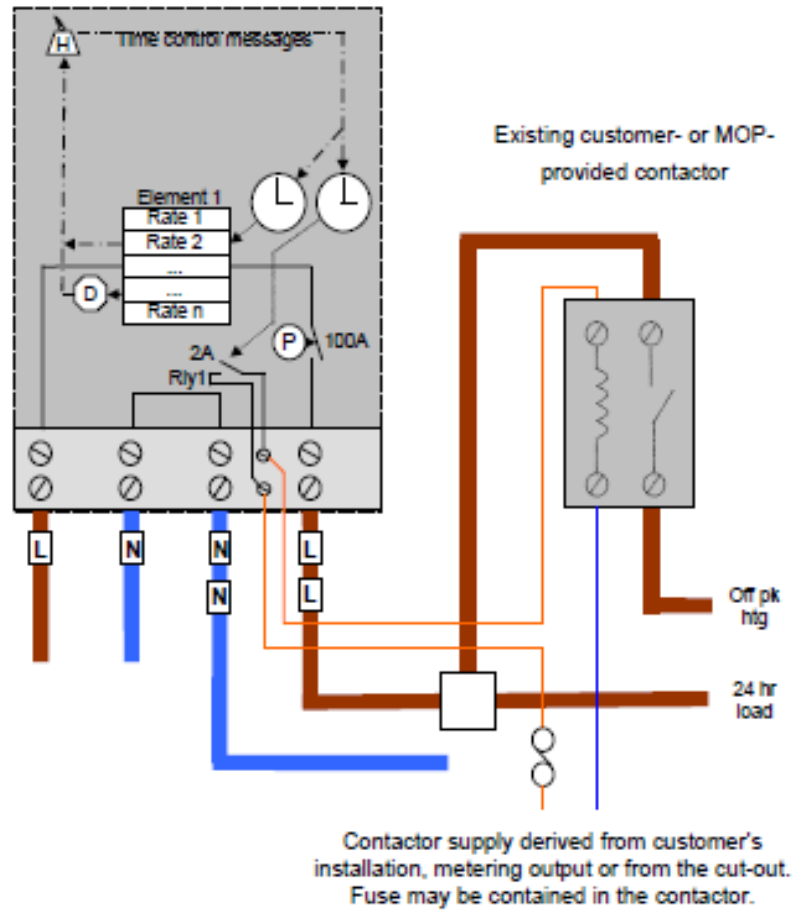 H
Time control messages
Existing customer- or MOP-
provided contactor
Element 1
Rate 1
Rate 2
...
...
Rate n
D
P
100A
2A
Rly1
L
N
N
L
N
L
Off pk
htg
24 hr
load
Contactor supply derived from customer's
installation, metering output or from the cut-out.
Fuse may be contained in the contactor.